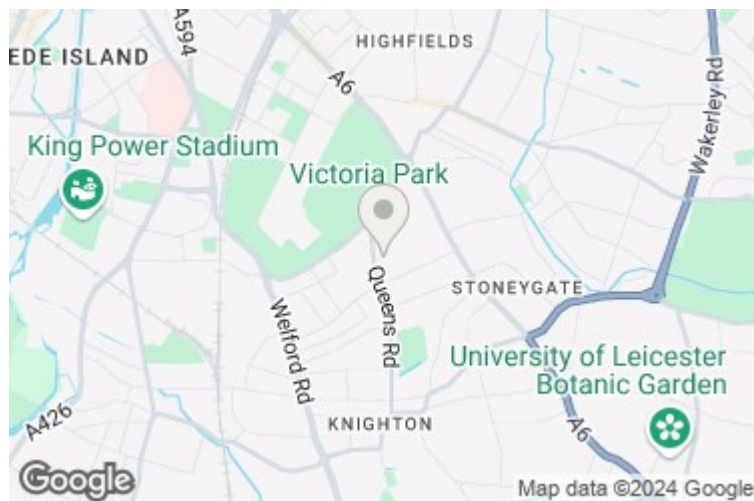 A594
HIGHFIELDS
EDE ISLAND
A6
Wakerley Rd
King Power Stadium
Victoria Park
STONEYGATE
Queens Rd
Welford Rd
University of Leicester
Botanic Garden
A426
KNIGHTON
A6
Google
Map data ©2024 Google